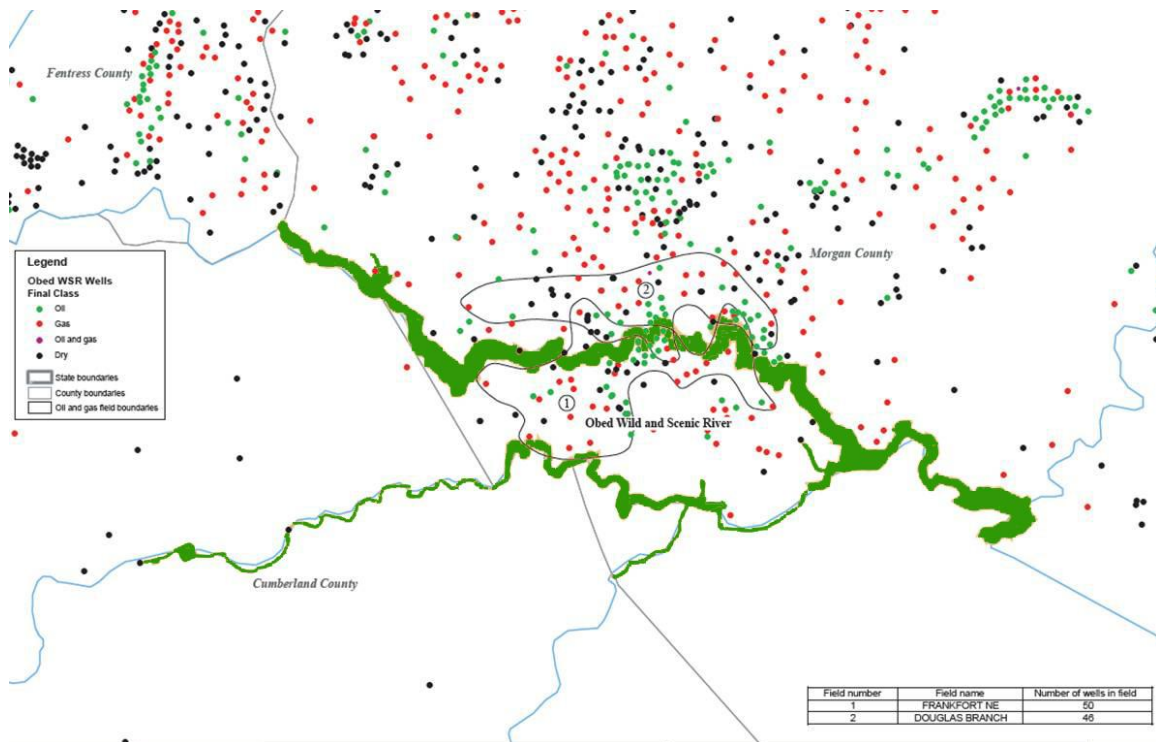 Fentress County
Morgan County
Legend
Obed WSR Wells
Final Class
Oil
Gas
Oil and gas
Dry
State boundaries
County boundaries
Oil and gas field boundaries
2
1
Obed Wild and Scenic River
Cumberland County
Field number Field name Number of wells in field
1 FRANKFORT NE 50
2 DOUGLAS BRANCH 46